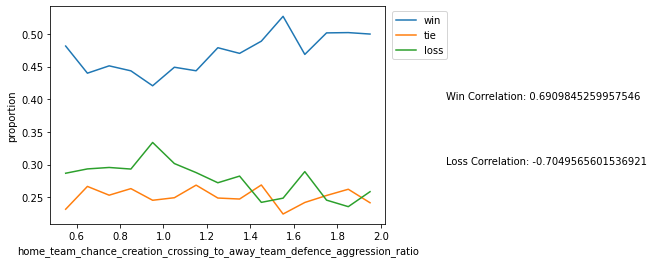 win
tie
loss
0.50
0.45
0.40
0.35
0.30
0.25
proportion
0.6 0.8 1.0 1.2 1.4 1.6 1.8 2.0
home_team_chance_creation_crossing_to_away_team_defence_aggression_ratio
Win Correlation: 0.6909845259957546
Loss Correlation: -0.7049565601536921